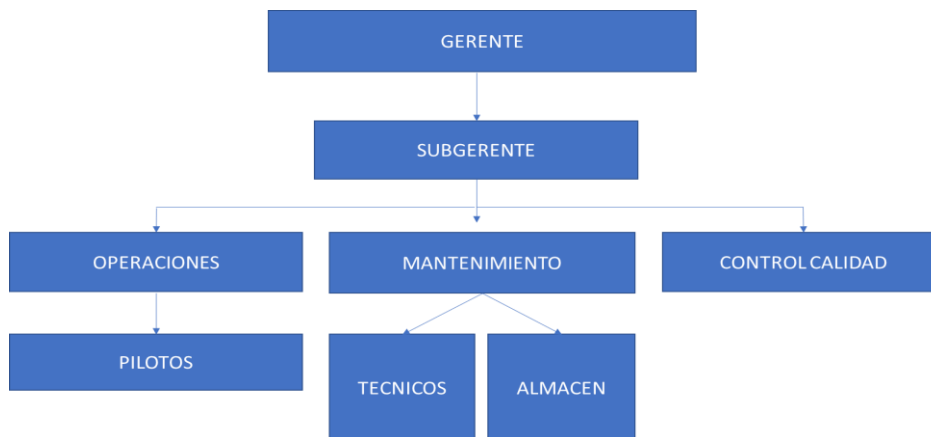 GERENTE
SUBGERENTE
OPERACIONES
MANTENIMIENTO
CONTROL CALIDAD
PILOTOS
TECNICOS
ALMACEN